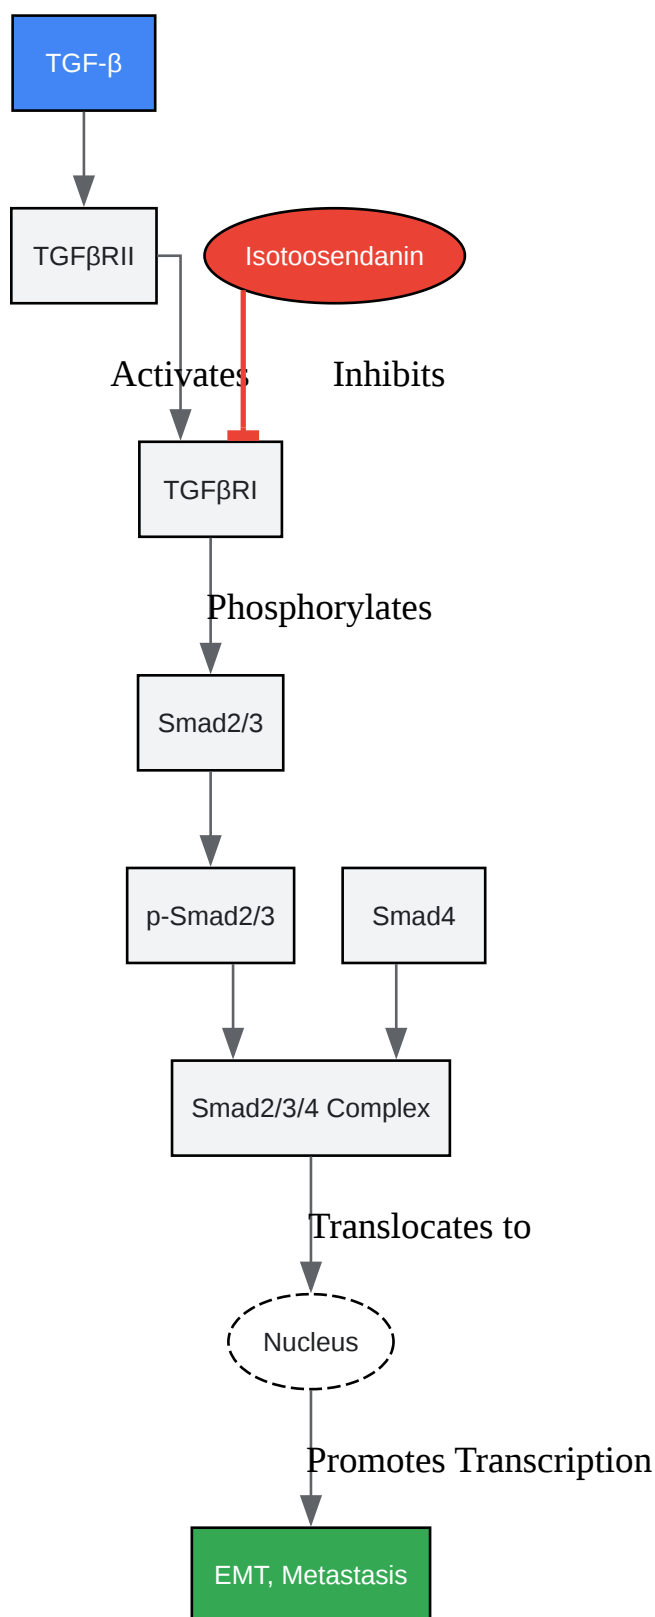 TGF-β
TGFβRII
Isotoosendanin
Activates
Inhibits
TGFβRI
Phosphorylates
Smad2/3
p-Smad2/3
Smad4
Smad2/3/4 Complex
Translocates to
Nucleus
Promotes Transcription
EMT, Metastasis